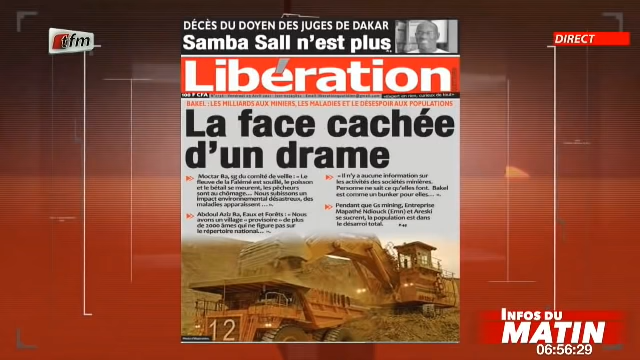 tfm
DIRECT
DÉCÈS DU DOYEN DES JUGES DE DAKAR
Samba Sall n'est plus
Libération
100 F CFA
BAKEL : LES MILLIARDS AUX MINIERS, LES MALADIES ET LE DÉSESPOIR AUX POPULATIONS
La face cachée
d'un drame
Moctar Ba, sg du comité de veille : « Le
fleuve de la Falémé est souillé, le poisson
et le bétail se meurent, les pêcheurs
sont au chômage... Nous subissons un
impact environnemental désastreux, des
maladies apparaissent ...».
Abdoul Aziz Ba, Eaux et Forêts : « Nous
avons un village « provisoire » de plus
de 2000 âmes qui ne figure pas sur
le répertoire national... ».
« Il n'y a aucune information sur
les activités des sociétés minières.
Personne ne sait ce qu'elles font. Bakel
est comme un bunker pour elles... ».
Pendant que Gs mining, Entreprise
Mapathé Ndiouck (Emn) et Areski
se sucrent, la population est dans
le désarroi total.
12
INFOS DU
MATIN
06:56:29